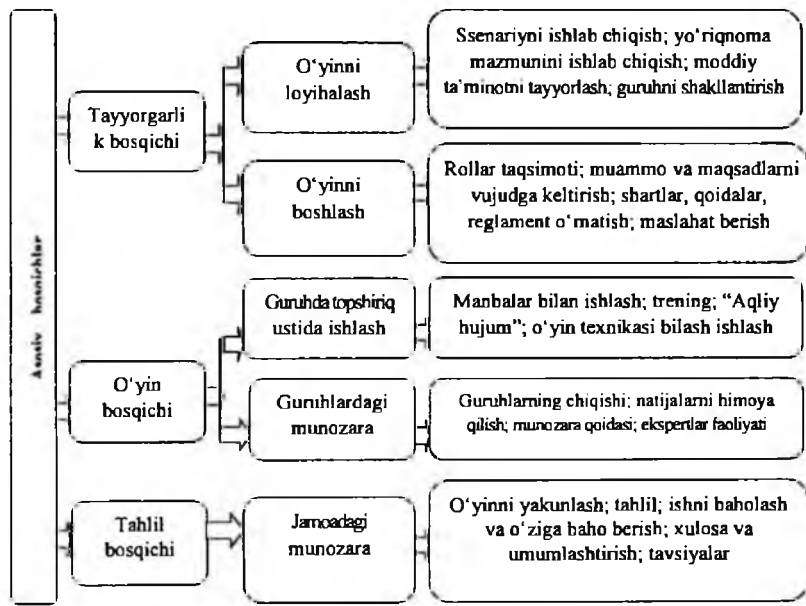 Asosiy bosqichlar
Tayyorgarli
k bosqichi
O‘yinni
loyihalash
Ssenariyni ishlab chiqish; yo‘riqnoma
mazmunini ishlab chiqish; moddiy
ta’minotni tayyorlash; guruhni shakllantirish
O‘yinni
boshlash
Rollar taqsimoti; muammo va maqsadlarni
vujudga keltirish; shartlar, qoidalar,
reglament o‘rnatish; maslahat berish
O‘yin
bosqichi
Guruhda topshiriq
ustida ishlash
Manbalar bilan ishlash; trening; “Aqliy
hujum”; o‘yin texnikasi bilash ishlash
Guruhlardagi
munozara
Guruhlarning chiqishi; natijalarni himoya
qilish; munozara qoidasi; ekspertlar faoliyati
Tahlil
bosqichi
Jamoadagi
munozara
O‘yinni yakunlash; tahlil; ishni baholash
va o‘ziga baho berish; xulosa va
umumlashtirish; tavsiyalar